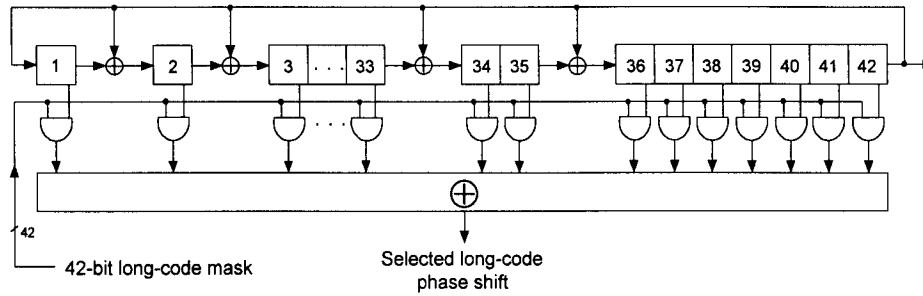 1 2 3 . . . 33 34 35 36 37 38 39 40 41 42
. . . .
42
42-bit long-code mask
Selected long-code
phase shift